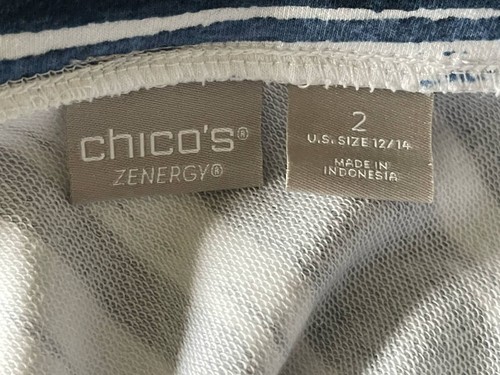 chico's®
ZENERGY®
2
U.S. SIZE 12/14
MADE IN
INDONESIA